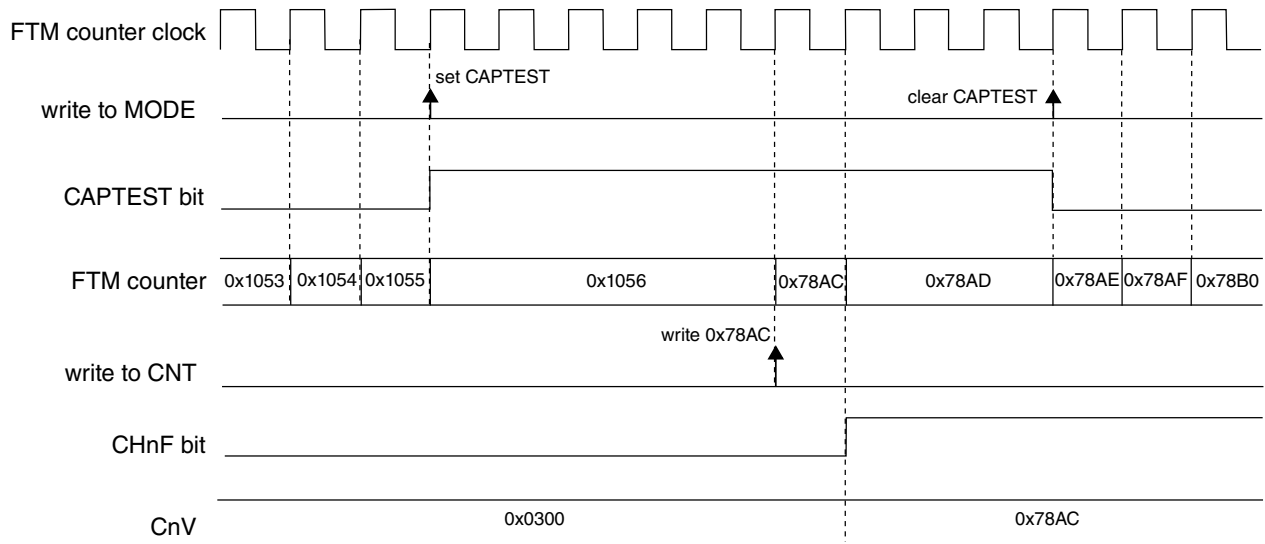 FTM counter clock
set CAPTEST
write to MODE
clear CAPTEST
CAPTEST bit
FTM counter 0x1053 0x1054 0x1055 0x1056 0x78AC 0x78AD 0x78AE 0x78AF 0x78B0
write 0x78AC
write to CNT
CHnF bit
CnV 0x0300 0x78AC